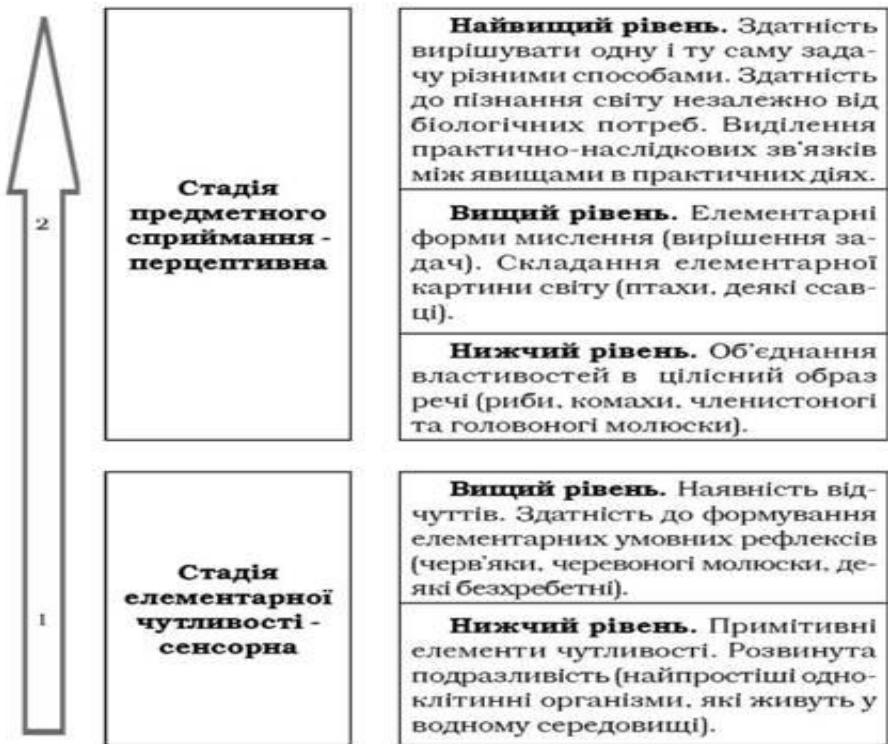 2
Стадія
предметного
сприймання -
перцептивна
Найвищий рівень. Здатність
вирішувати одну і ту саму зада-
чу різними способами. Здатність
до пізнання світу незалежно від
біологічних потреб. Виділення
практично-наслідкових зв'язків
між явищами в практичних діях.
Вищий рівень. Елементарні
форми мислення (вирішення за-
дач). Складання елементарної
картини світу (птахи, деякі ссав-
ці).
Нижчий рівень. Об'єднання
властивостей в цілісний образ
речі (риби, комахи, членистоногі
та головоногі молюски).
1
Стадія
елементарної
чутливості -
сенсорна
Вищий рівень. Наявність від-
чуттів. Здатність до формування
елементарних умовних рефлексів
(черв'яки, черевоногі молюски, де-
які безхребетні).
Нижчий рівень. Примітивні
елементи чутливості. Розвинута
подразливість (найпростіші одно-
клітинні організми, які живуть у
водному середовищі).